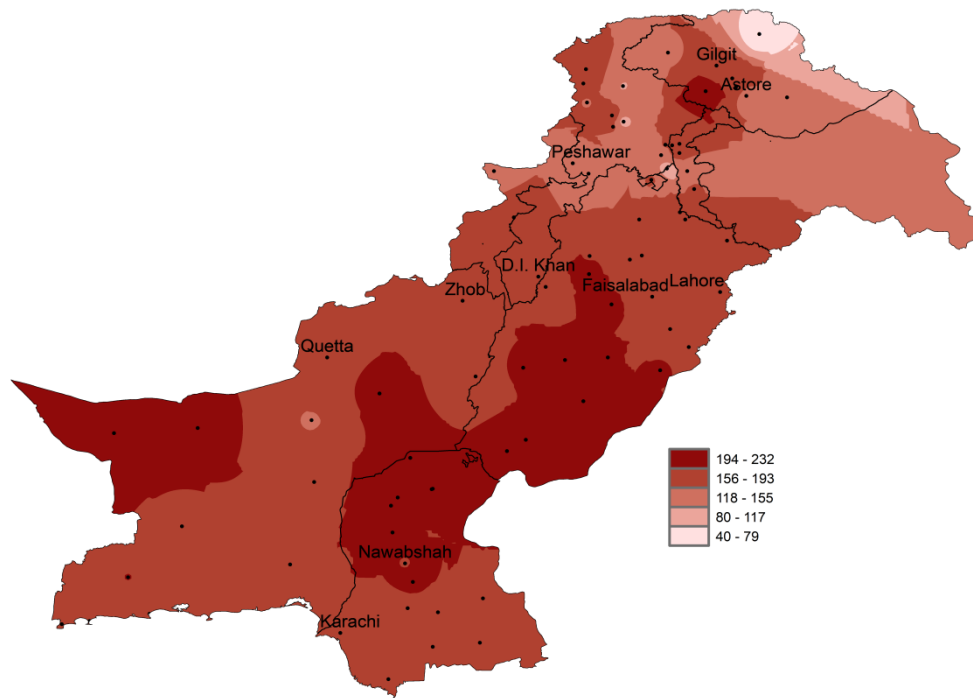 Gilgit
Astore
Peshawar
D.I. Khan
Zhob
Faisalabad
Lahore
Quetta
194 - 232
156 - 193
118 - 155
80 - 117
40 - 79
Nawabshah
Karachi